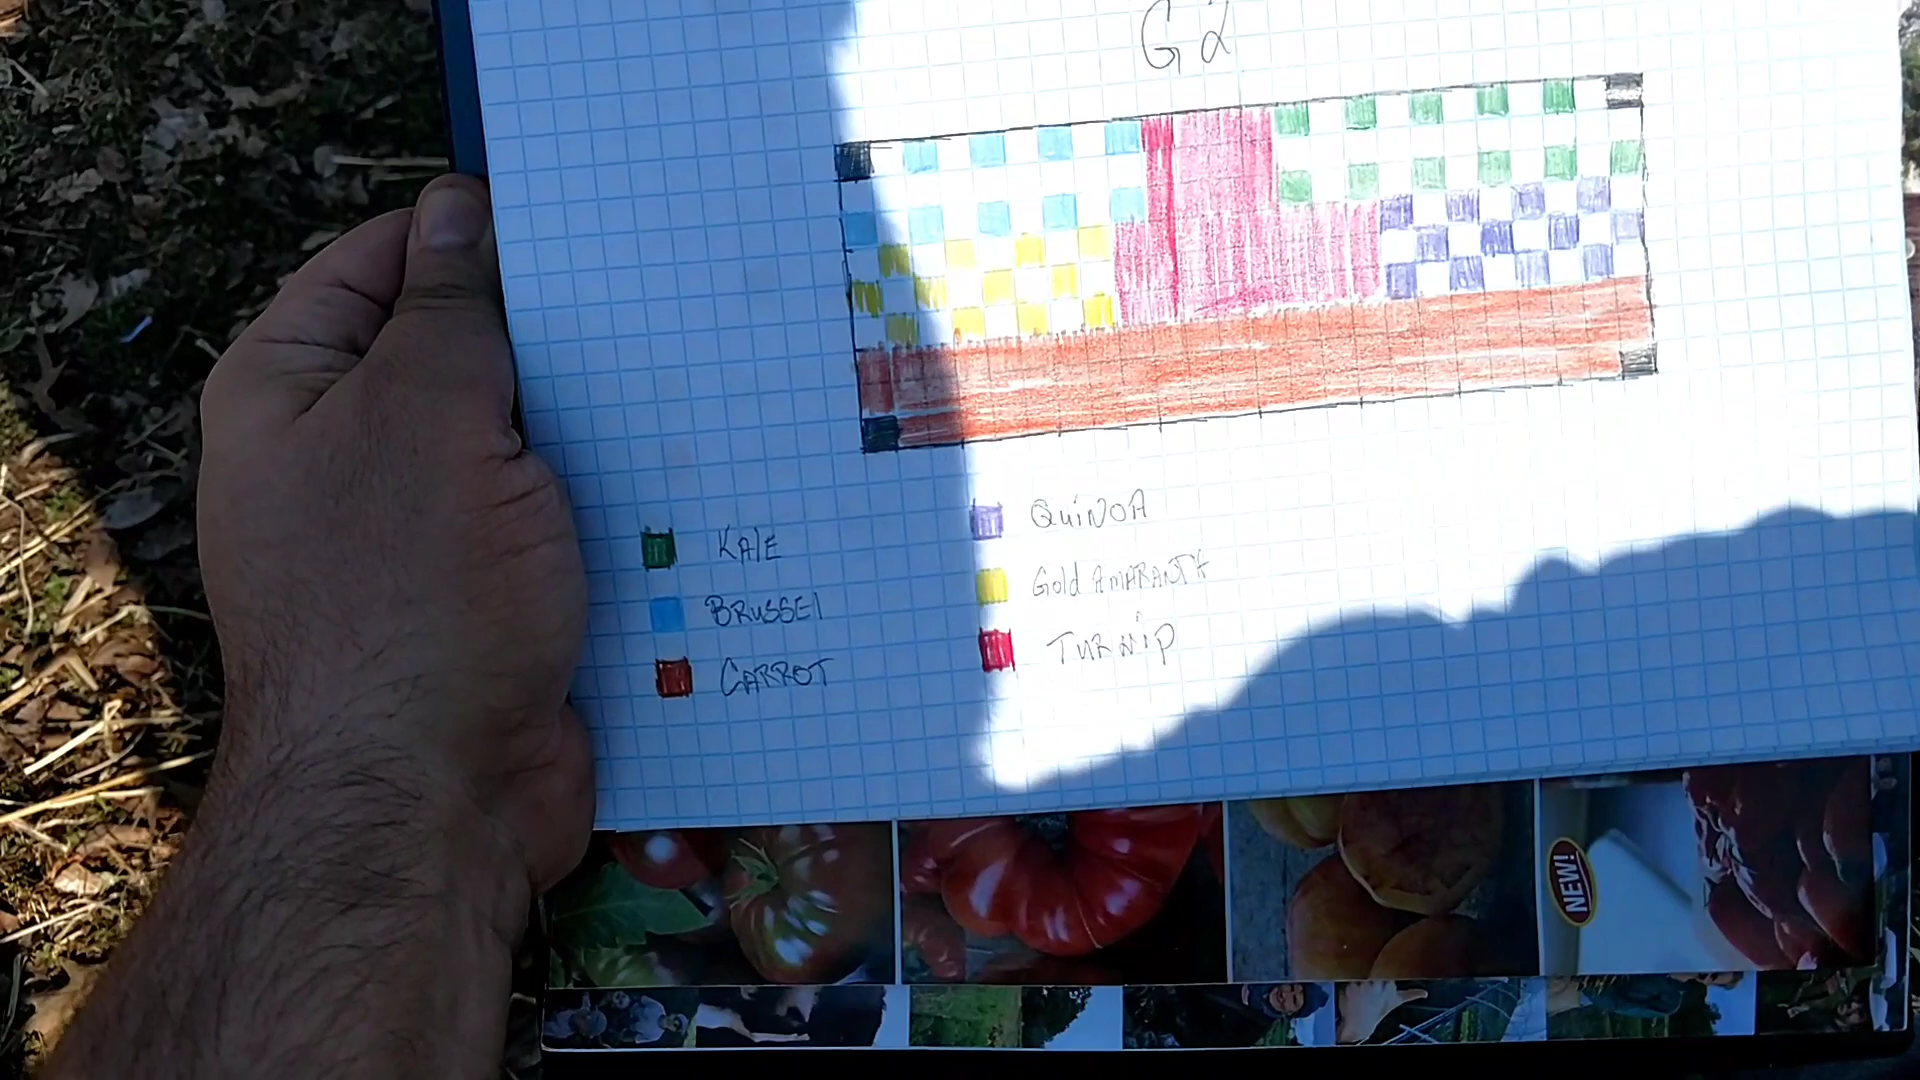 G2
KAlE
BRUSSEl
CARROT
QUiNOA
Gold AMARANTH
TURNiP
NEW!